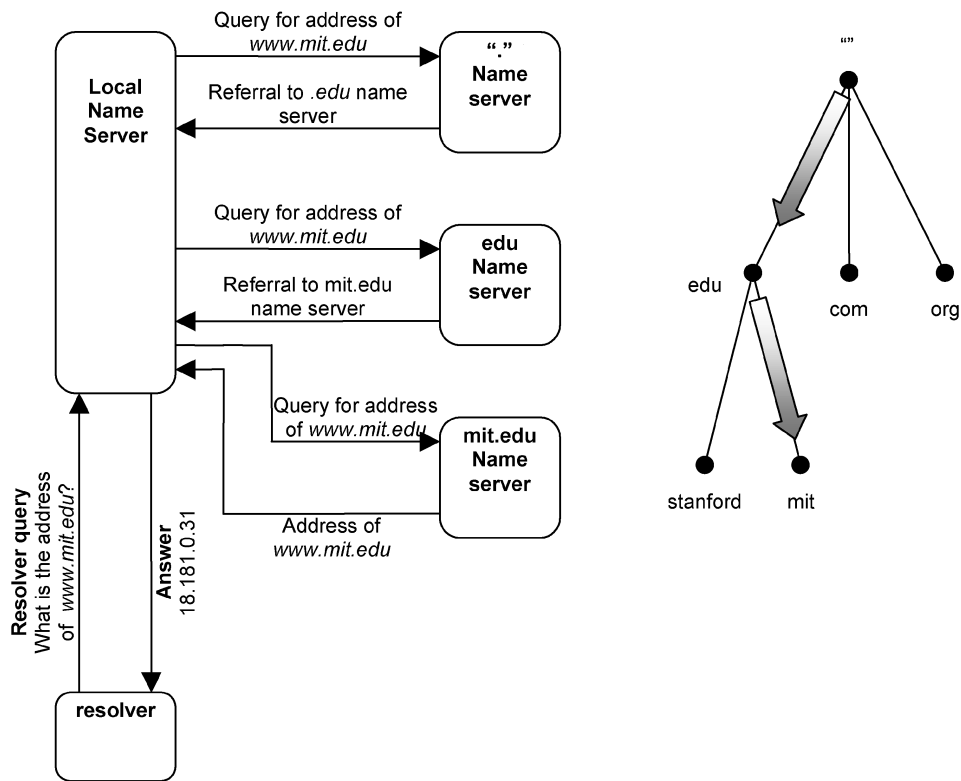 Query for address of
www.mit.edu
Local
Name
Server
“.”
Name
server
Referral to .edu name
server
Query for address of
www.mit.edu
edu
Name
server
Referral to mit.edu
name server
Query for address
of www.mit.edu
mit.edu
Name
server
Address of
www.mit.edu
Resolver query
What is the address
of www.mit.edu?
Answer
18.181.0.31
resolver
“”
edu
com
org
stanford
mit